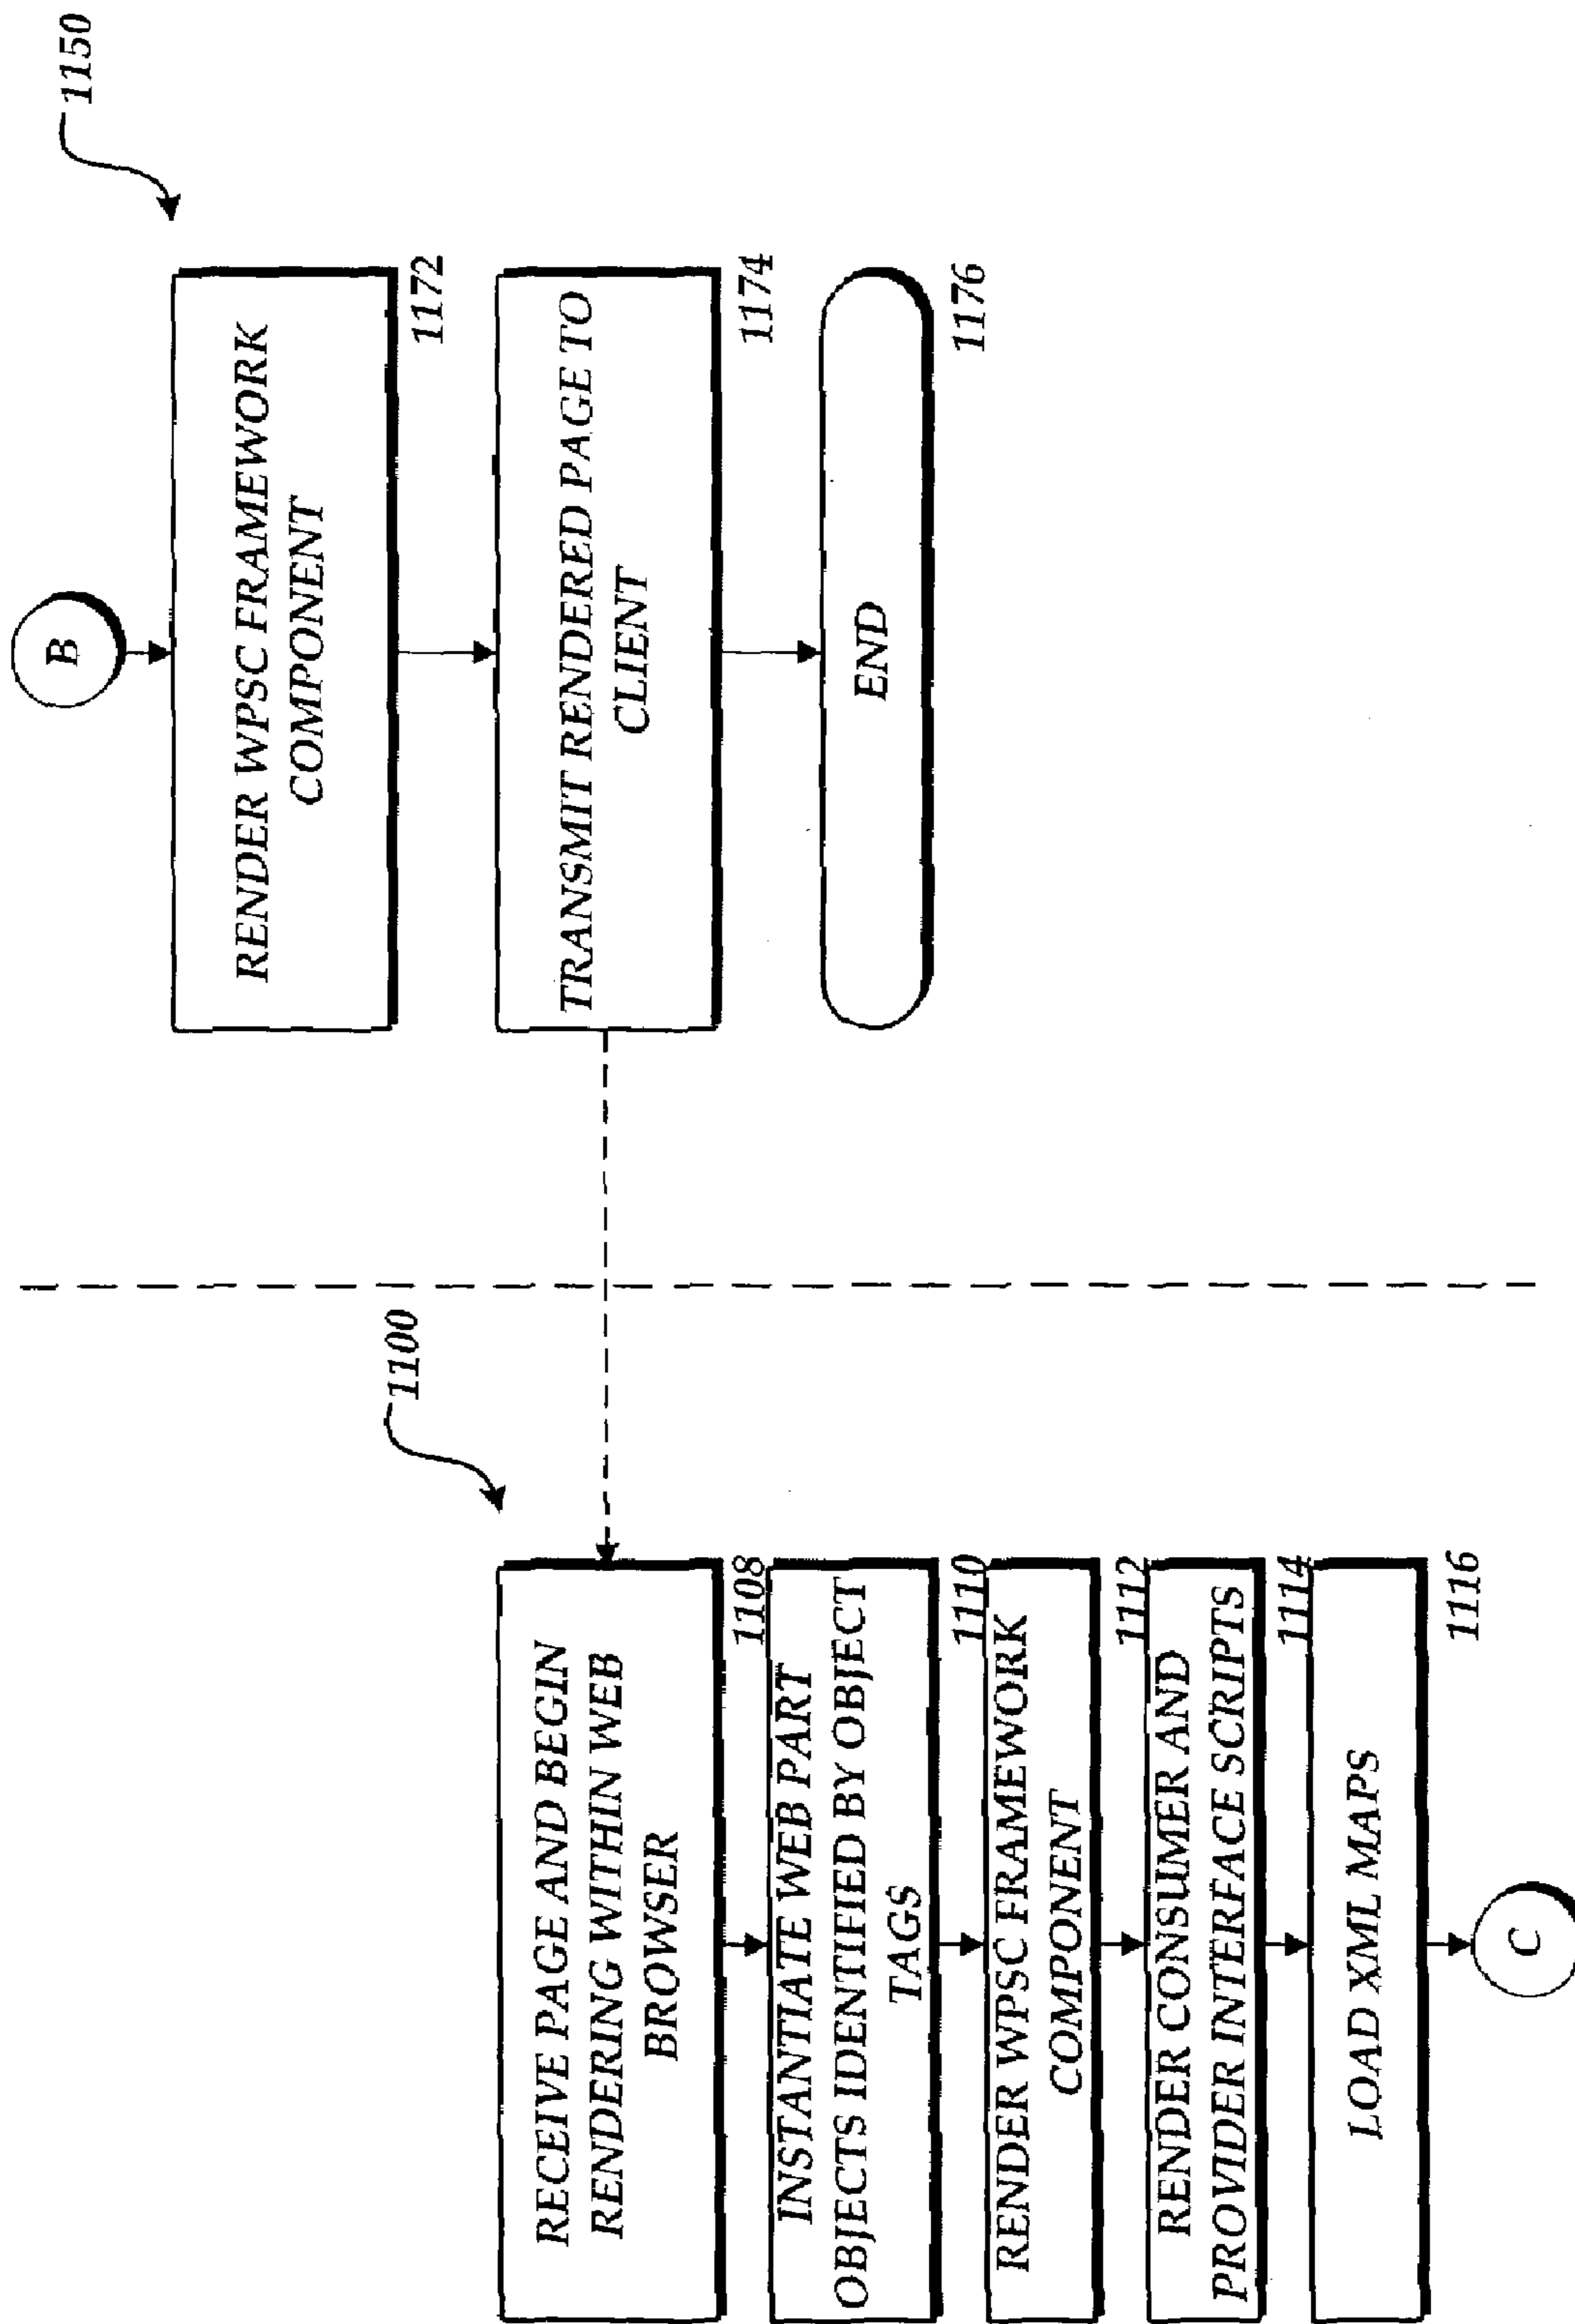 1100
RECEIVE PAGE AND BEGIN
RENDERING WITHIN WEB
BROWSER
1108
INSTANTIATE WEB PART
OBJECTS IDENTIFIED BY OBJECT
TAGS
1110
RENDER WPSC FRAMEWORK
COMPONENT
1112
RENDER CONSUMER AND
PROVIDER INTERFACE SCRIPTS
1114
LOAD XML MAPS
1116
C
1150
B
RENDER WPSC FRAMEWORK
COMPONENT
1172
TRANSMIT RENDERED PAGE TO
CLIENT
1174
END
1176